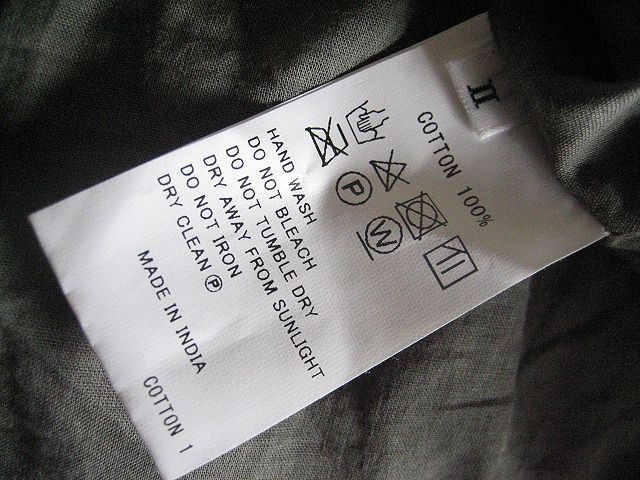 II
COTTON 100%
P
W
HAND WASH
DO NOT BLEACH
DO NOT TUMBLE DRY
DRY AWAY FROM SUNLIGHT
DO NOT IRON
DRY CLEAN Ⓟ
MADE IN INDIA
COTTON 1